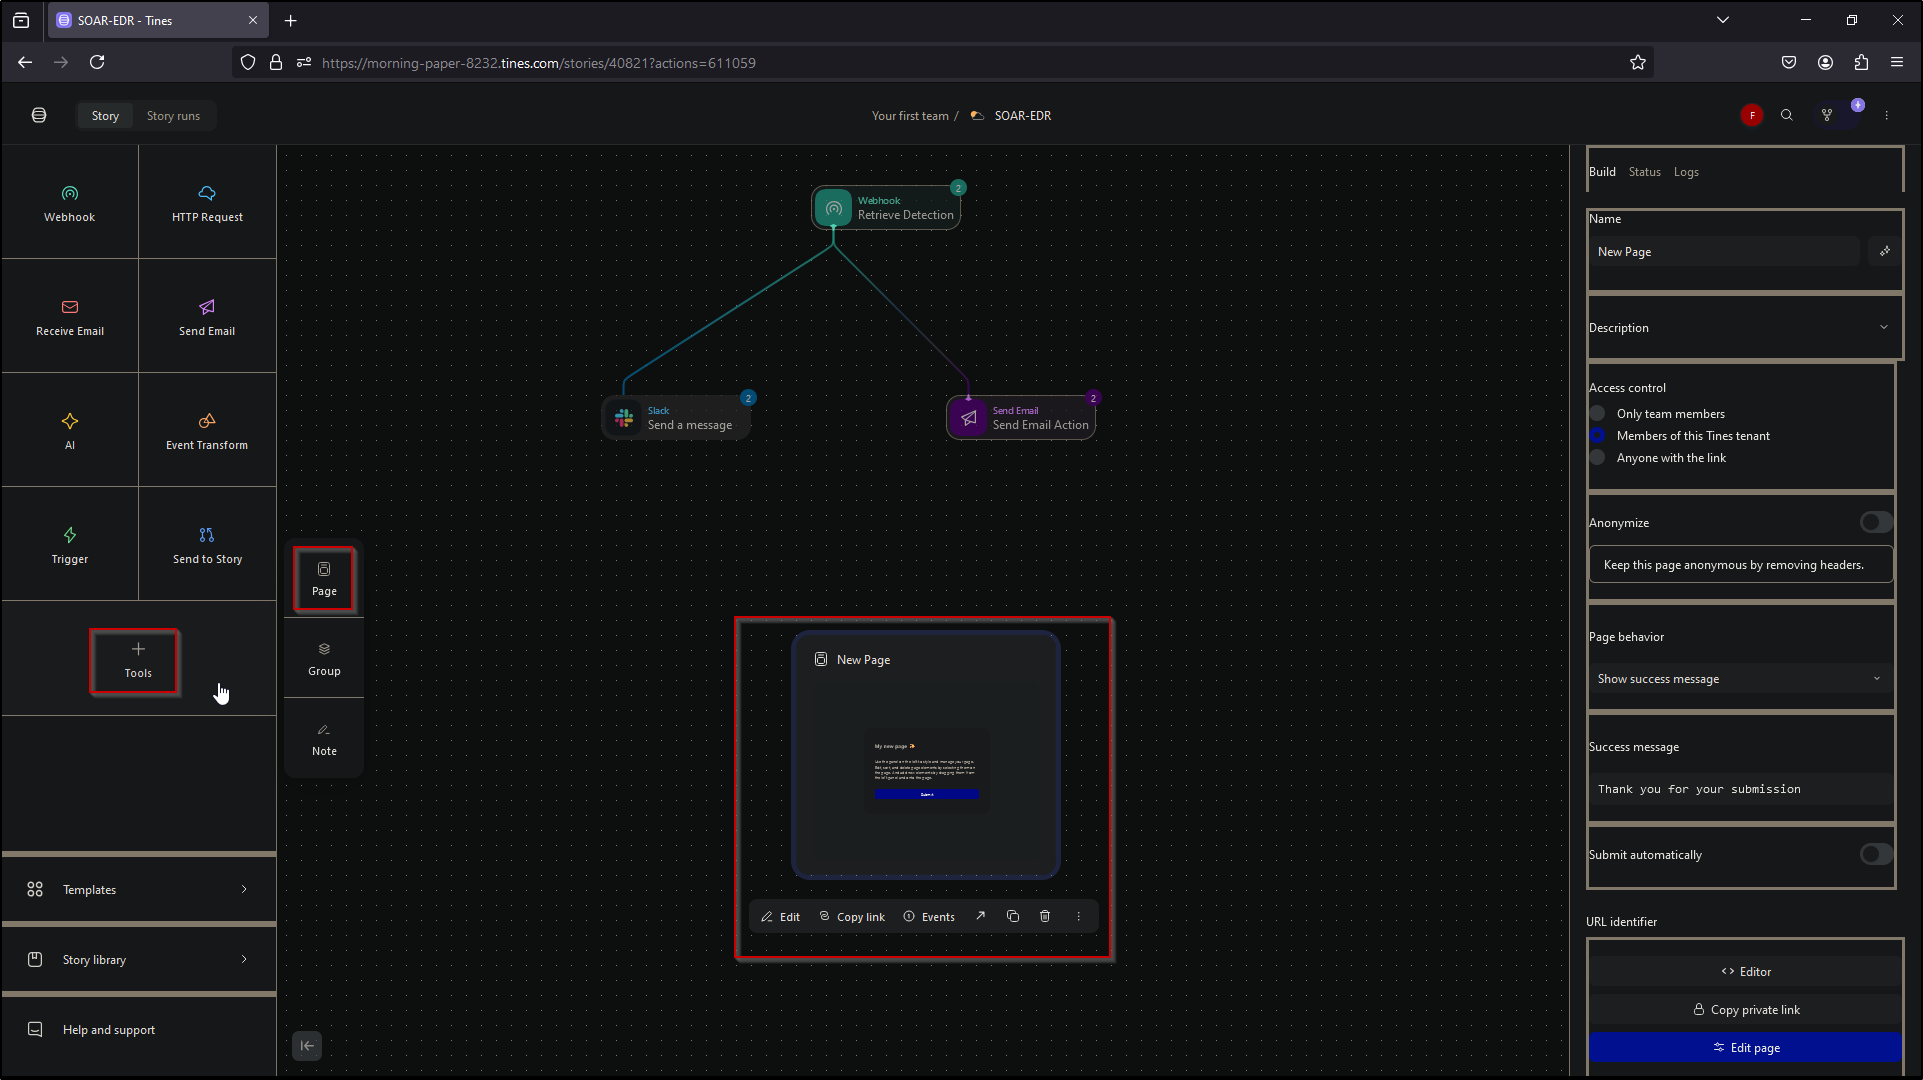 SOAR-EDR - Tines
https://morning-paper-8232.tines.com/stories/40821?actions=611059
Story
Story runs
Your first team /
SOAR-EDR
F
Webhook
HTTP Request
Receive Email
Send Email
AI
Event Transform
Trigger
Send to Story
Tools
Templates
Story library
Help and support
Page
Group
Note
2
Webhook
Retrieve Detection
2
Slack
Send a message
2
Send Email
Send Email Action
New Page
My new page
Submit
Edit
Copy link
Events
Build
Status
Logs
Name
New Page
Description
Access control
Only team members
Members of this Tines tenant
Anyone with the link
Anonymize
Keep this page anonymous by removing headers.
Page behavior
Show success message
Success message
Thank you for your submission
Submit automatically
URL identifier
<> Editor
Copy private link
Edit page